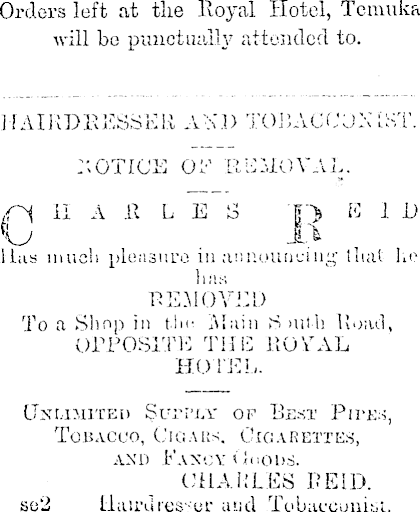 Orders left at the Royal Hotel, Temuka
will be punctually attended to.
HAIRDRESSER AND TOBACCONIST.
NOTICE OF REMOVAL.
CHARLES REID
Has much pleasure in announcing that he
has
REMOVED
To a Shop in the Main South Road,
OPPOSITE THE ROYAL
HOTEL.
UNLIMITED SUPPLY OF BEST PIPES,
TOBACCO, CIGARS, CIGARETTES,
AND FANCY GOODS.
CHARLES REID.
se2 Hairdresser and Tobacconist.